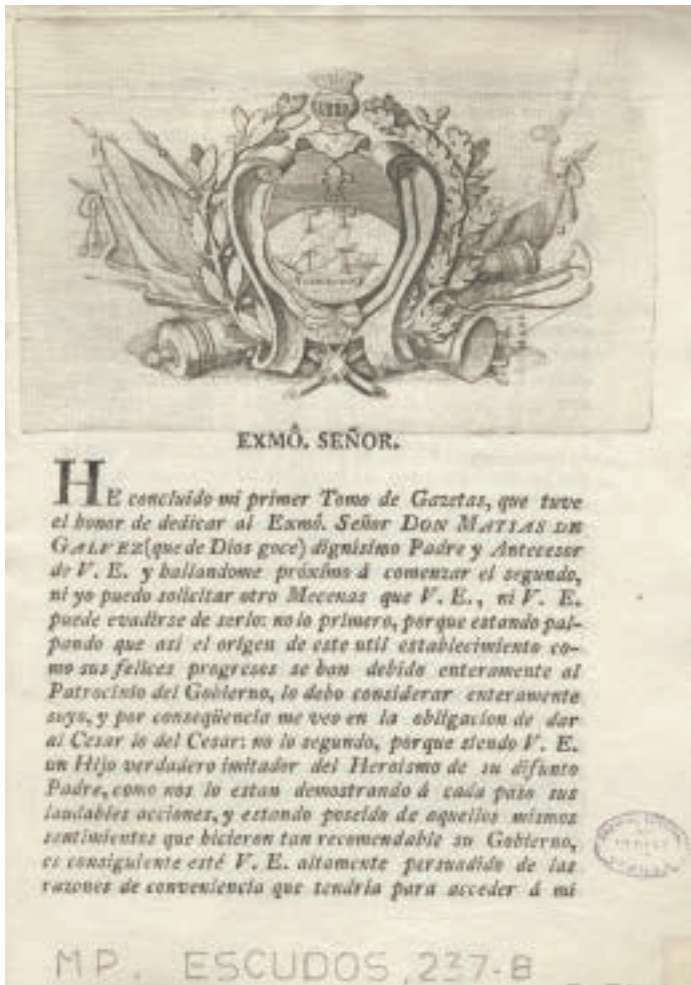 EXMÔ. SEÑOR.
HE concluido mi primer Tomo de Gazetas, que tuve
el honor de dedicar al Exmô. Señor DON MATIAS DE
GALVEZ (que de Dios goce) dignisimo Padre y Antecesor
de V. E. y hallandome próximo á comenzar el segundo,
ni yo puedo solicitar otro Mecenas que V. E., ni V. E.
puede evadirse de serlo: no lo primero, porque estando pal-
pando que asi el origen de este util establecimiento co-
mo sus felices progresos se han debido enteramente al
Patrocinio del Gobierno, lo debo considerar enteramente
suyo, y por conseqüencia me veo en la obligacion de dar
al Cesar lo del Cesar: no lo segundo, porque siendo V. E.
un Hijo verdadero imitador del Heroismo de su difunto
Padre, como nos lo estan demostrando á cada paso sus
laudables acciones, y estando poseido de aquellos mismos
sentimientos que hicieron tan recomendable su Gobierno,
es consiguiente esté V. E. altamente persuadido de las
razones de conveniencia que tendría para acceder á mi
MP. ESCUDOS, 237-B